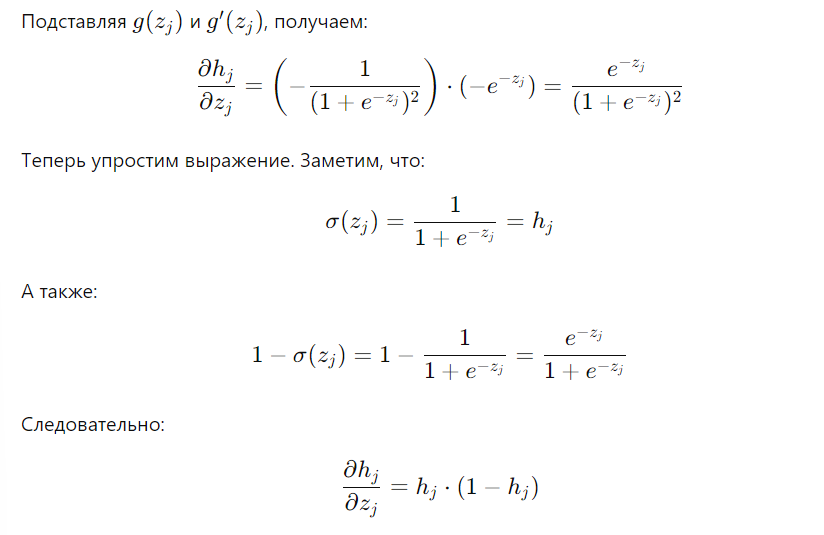 Подставляя $g(z_j)$ и $g'(z_j)$, получаем:
$$\frac{\partial h_j}{\partial z_j} = \left(-\frac{1}{(1 + e^{-z_j})^2}\right) \cdot (-e^{-z_j}) = \frac{e^{-z_j}}{(1 + e^{-z_j})^2}$$
Теперь упростим выражение. Заметим, что:
$$\sigma(z_j) = \frac{1}{1 + e^{-z_j}} = h_j$$
А также:
$$1 - \sigma(z_j) = 1 - \frac{1}{1 + e^{-z_j}} = \frac{e^{-z_j}}{1 + e^{-z_j}}$$
Следовательно:
$$\frac{\partial h_j}{\partial z_j} = h_j \cdot (1 - h_j)$$